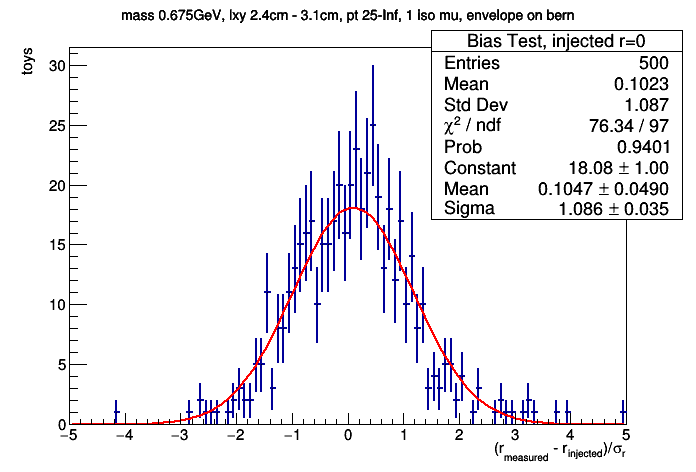 mass 0.675GeV, lxy 2.4cm - 3.1cm, pt 25-Inf, 1 Iso mu, envelope on bern
Bias Test, injected r=0
Entries 500
Mean 0.1023
Std Dev 1.087
χ² / ndf 76.34 / 97
Prob 0.9401
Constant 18.08 ± 1.00
Mean 0.1047 ± 0.0490
Sigma 1.086 ± 0.035
toys
30
25
20
15
10
5
0
−5 −4 −3 −2 −1 0 1 2 3 4 5
(r_measured - r_injected)/σ_r